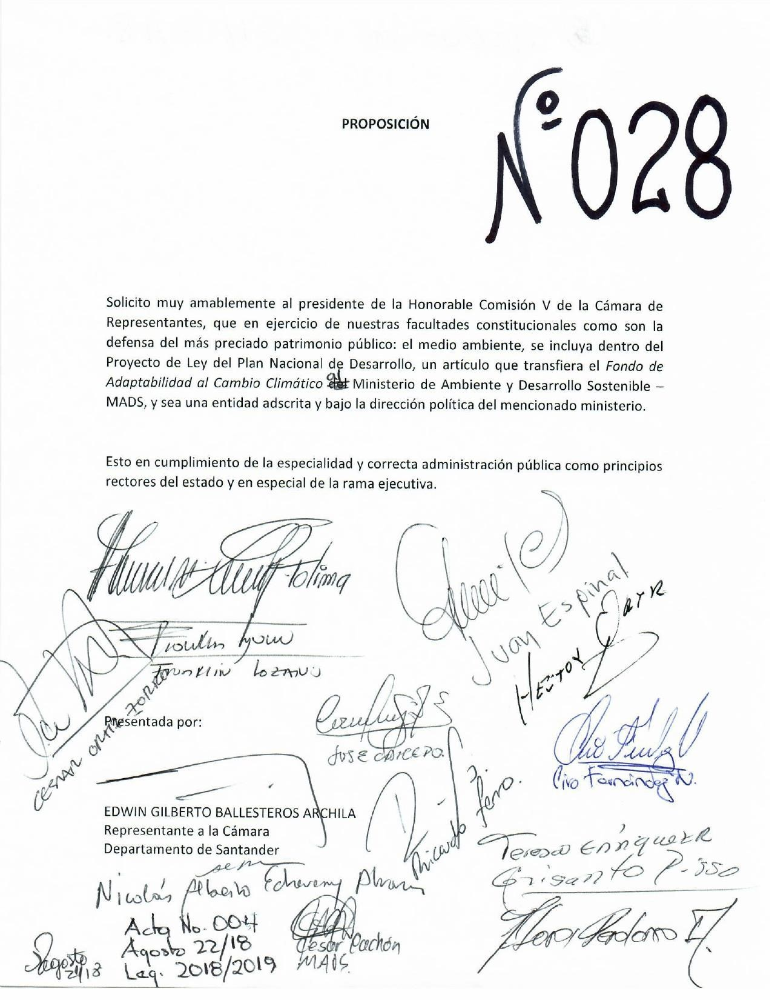 Nº 028
PROPOSICIÓN
Solicito muy amablemente al presidente de la Honorable Comisión V de la Cámara de
Representantes, que en ejercicio de nuestras facultades constitucionales como son la
defensa del más preciado patrimonio público: el medio ambiente, se incluya dentro del
Proyecto de Ley del Plan Nacional de Desarrollo, un artículo que transfiera el Fondo de
Adaptabilidad al Cambio Climático al Ministerio de Ambiente y Desarrollo Sostenible –
MADS, y sea una entidad adscrita y bajo la dirección política del mencionado ministerio.
Esto en cumplimiento de la especialidad y correcta administración pública como principios
rectores del estado y en especial de la rama ejecutiva.
Tolima
Juan Espinal
Franklin Lozano
Hector Ortiz
CESAR ORTIZ ZORRO
Presentada por:
JOSE CAICEDO.
Ciro Fernández N.
EDWIN GILBERTO BALLESTEROS ARCHILA
Representante a la Cámara
Departamento de Santander
Ricardo Ferro.
Teresa Enríquez R
Crisanto Pisso
Nicolás Alberto Echeverry Alvarán
Flora Perdomo A.
Acta No. 004
Agosto 22/18
Leg. 2018/2019
Cesar Pachón
MAIS.
Agosto